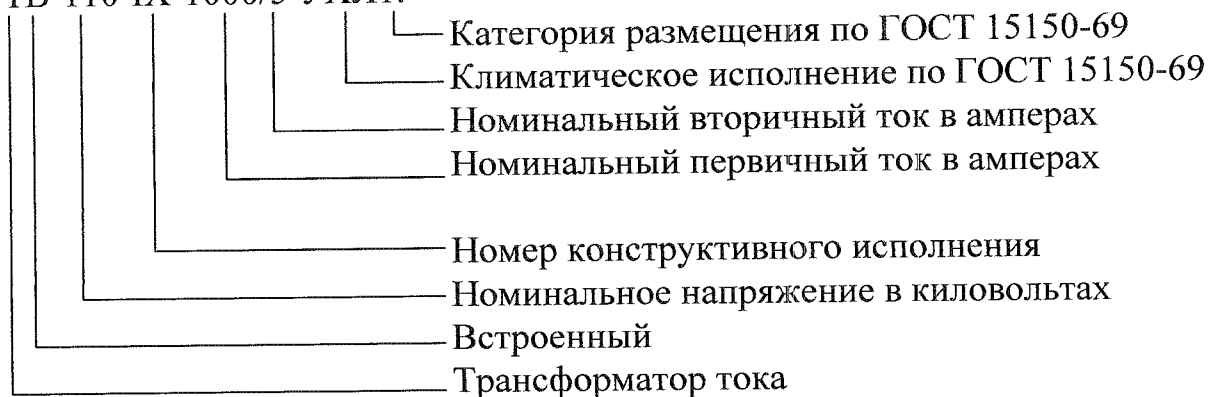 Категория размещения по ГОСТ 15150-69
Климатическое исполнение по ГОСТ 15150-69
Номинальный вторичный ток в амперах
Номинальный первичный ток в амперах
Номер конструктивного исполнения
Номинальное напряжение в киловольтах
Встроенный
Трансформатор тока